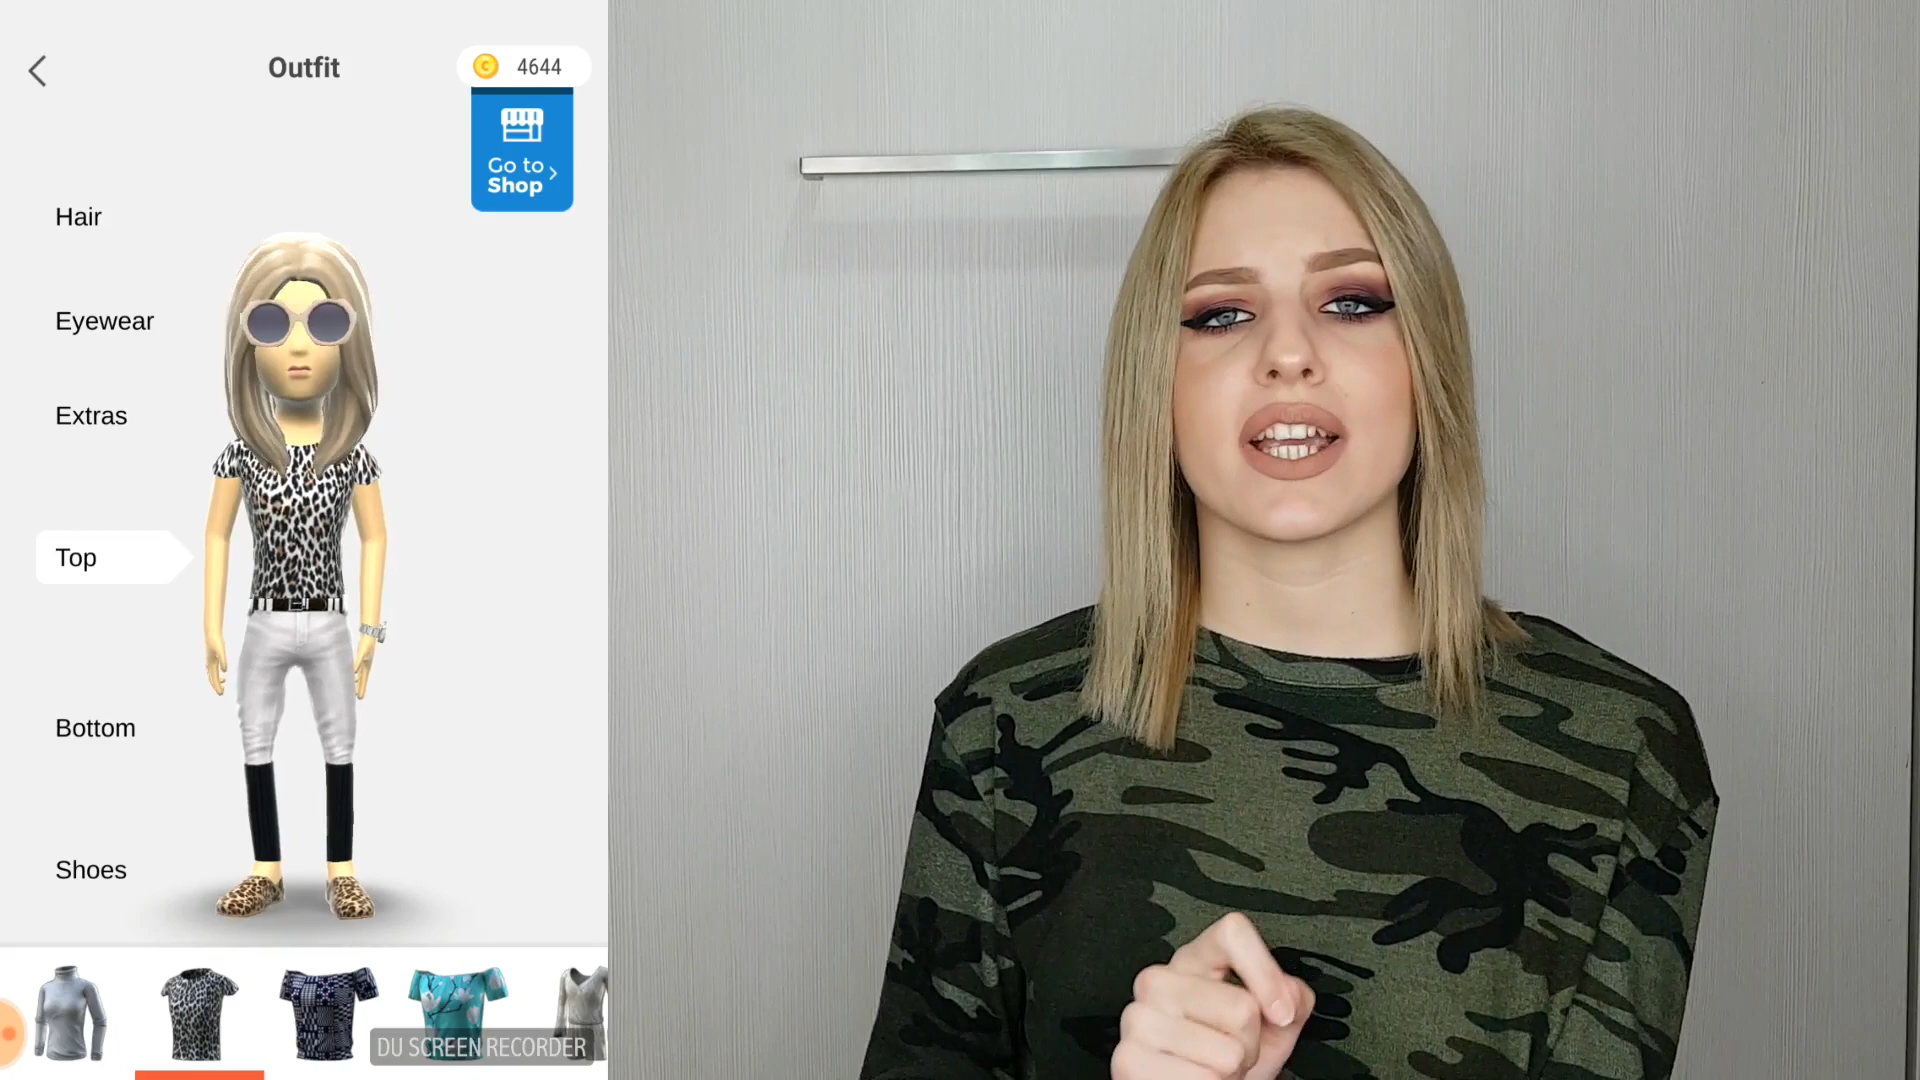 Outfit
4644
Go to
Shop
Hair
Eyewear
Extras
Top
Bottom
Shoes
DU SCREEN RECORDER